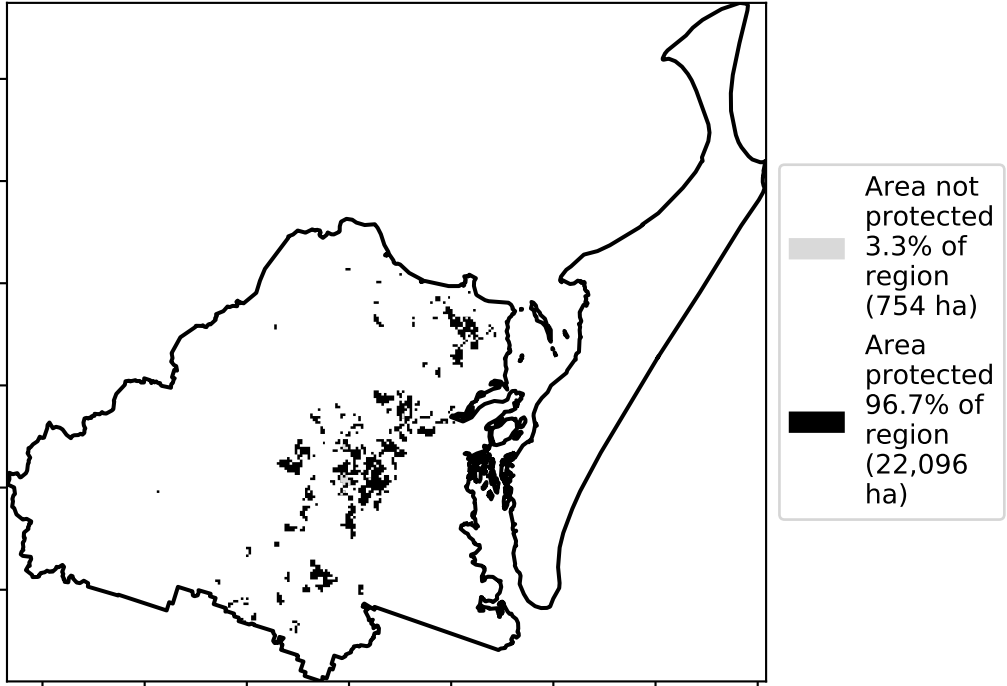 Area not
protected
3.3% of
region
(754 ha)
Area
protected
96.7% of
region
(22,096
ha)